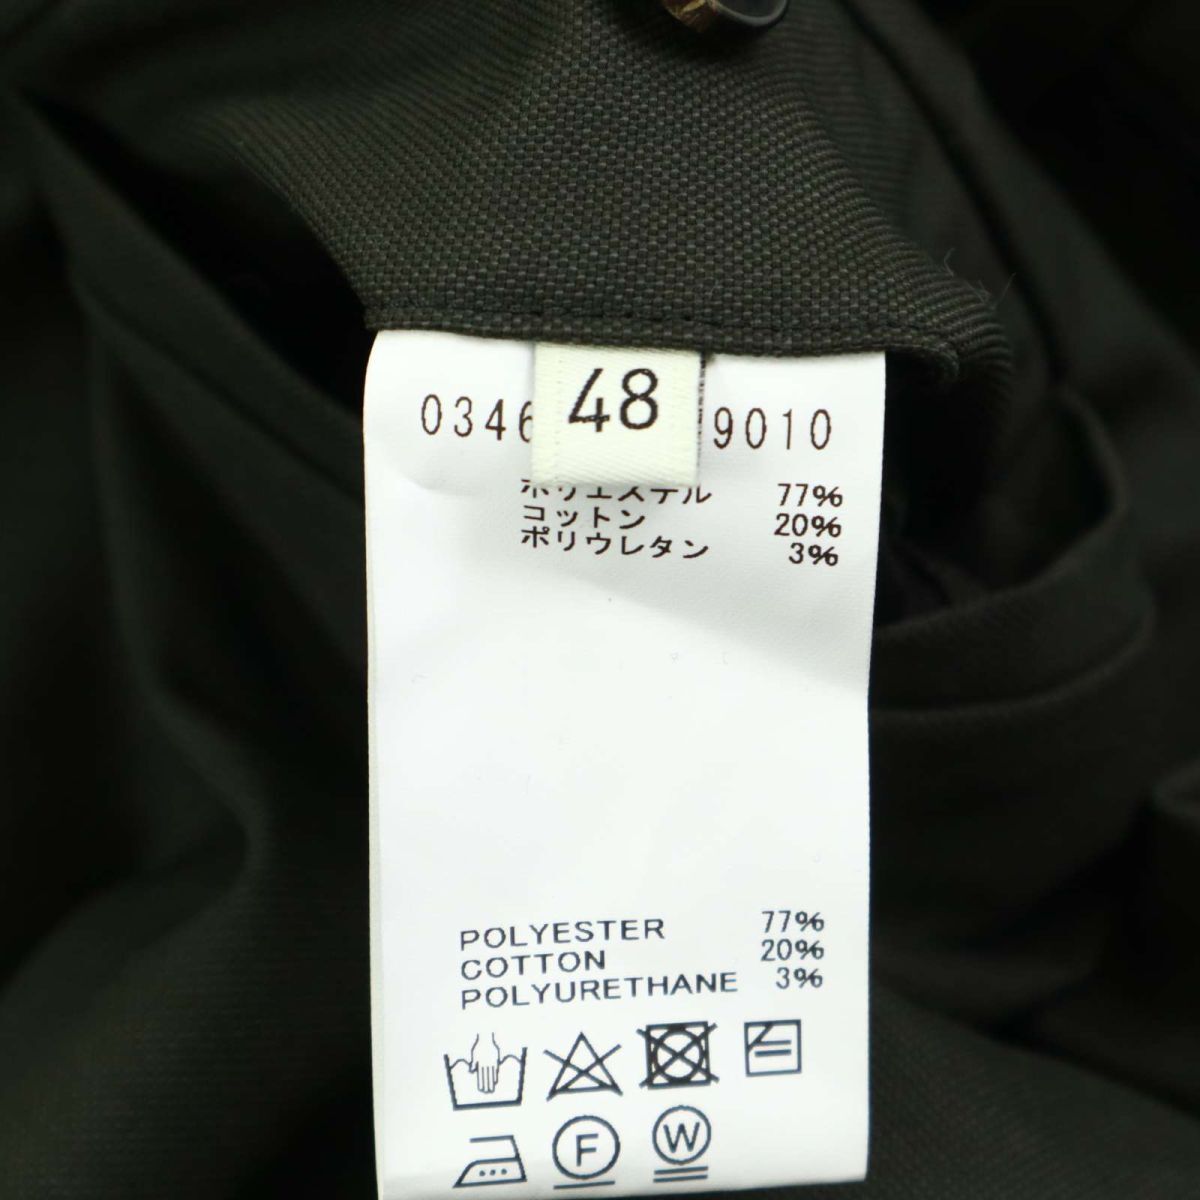 48
0346 9010
ポリエステル 77%
コットン 20%
ポリウレタン 3%
POLYESTER 77%
COTTON 20%
POLYURETHANE 3%
F W